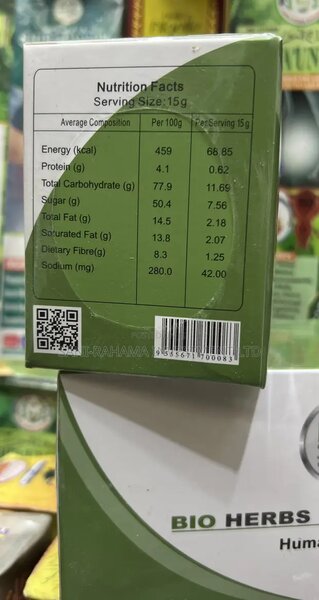 Nutrition Facts
Serving Size:15g
Average Composition Per 100g Per Serving 15g
Energy (kcal) 459 68.85
Protein (g) 4.1 0.62
Total Carbohydrate (g) 77.9 11.69
Sugar (g) 50.4 7.56
Total Fat (g) 14.5 2.18
Saturated Fat (g) 13.8 2.07
Dietary Fibre(g) 8.3 1.25
Sodium (mg) 280.0 42.00
9 555671 700083
BIO HERBS
Huma